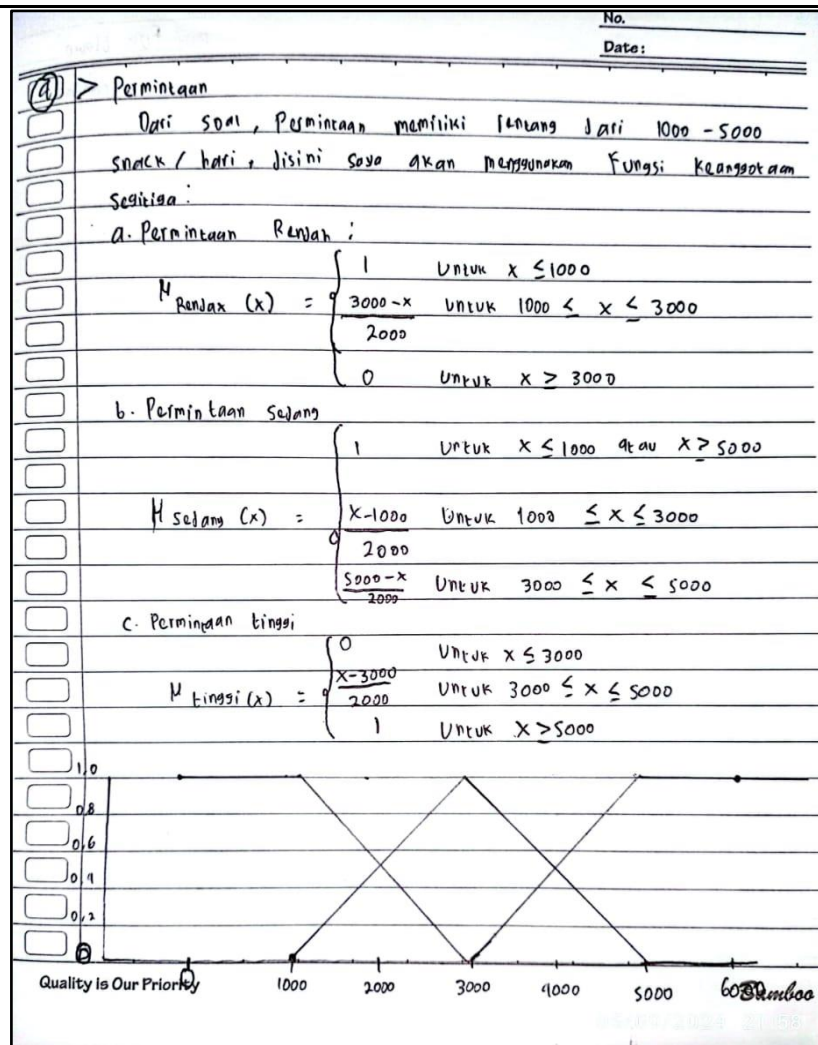 No.
Date:
(a) > Permintaan
Dari soal, Permintaan memiliki rentang dari 1000 - 5000
snack / hari, disini saya akan menggunakan Fungsi Keanggotaan
Segitiga :
a. Permintaan Rendah :
1 Untuk x ≤ 1000
μ Rendah (x) = { 3000 - x / 2000 Untuk 1000 ≤ x ≤ 3000
0 Untuk x ≥ 3000
b. Permintaan Sedang
1 Untuk x ≤ 1000 atau x ≥ 5000
μ Sedang (x) = { x-1000 / 2000 Untuk 1000 ≤ x ≤ 3000
5000-x / 2000 Untuk 3000 ≤ x ≤ 5000
c. Permintaan tinggi
0 Untuk x ≤ 3000
μ tinggi (x) = { x-3000 / 2000 Untuk 3000 ≤ x ≤ 5000
1 Untuk x ≥ 5000
1,0
0,8
0,6
0,4
0,2
0
Quality is Our Priority 0 1000 2000 3000 4000 5000 6000 Bamboo